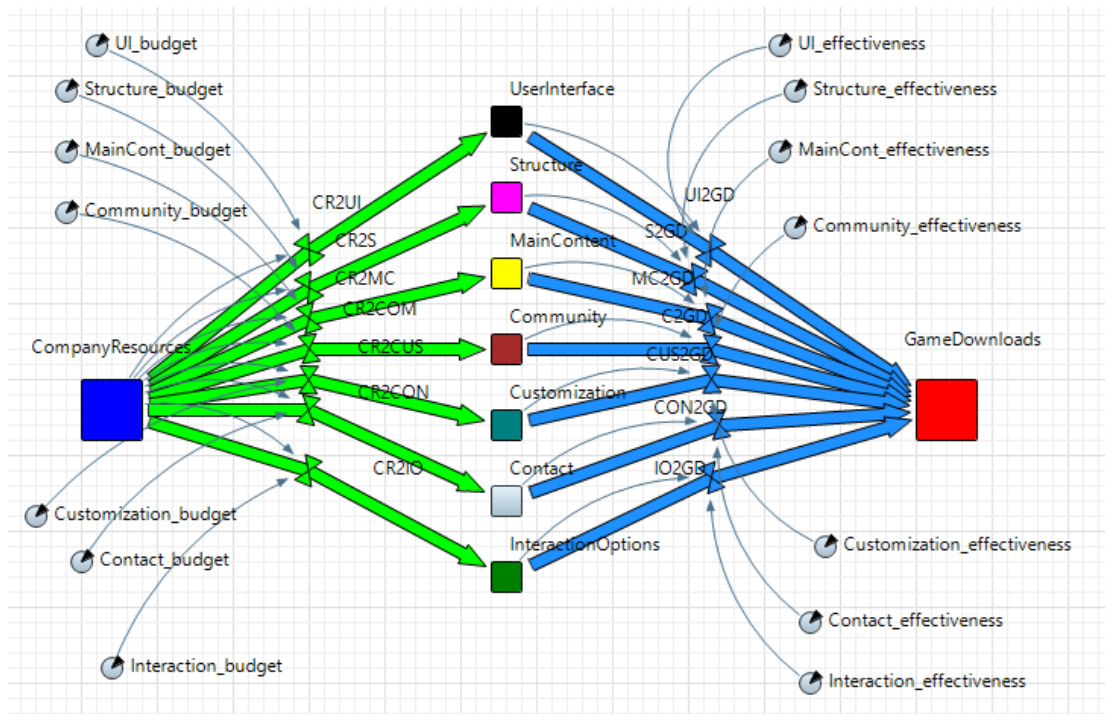 UI_budget
UI_effectiveness
Structure_budget
UserInterface
Structure_effectiveness
MainCont_budget
Structure
MainCont_effectiveness
CR2UI
UI2GD
Community_budget
CR2S
MainContent
S2GD
Community_effectiveness
CR2MC
MC2GD
CR2COM
Community
C2GD
CompanyResources
CR2CUS
CUS2GD
GameDownloads
CR2CON
Customization
CON2GD
CR2IO
Contact
IO2GD
Customization_budget
InteractionOptions
Customization_effectiveness
Contact_budget
Contact_effectiveness
Interaction_budget
Interaction_effectiveness